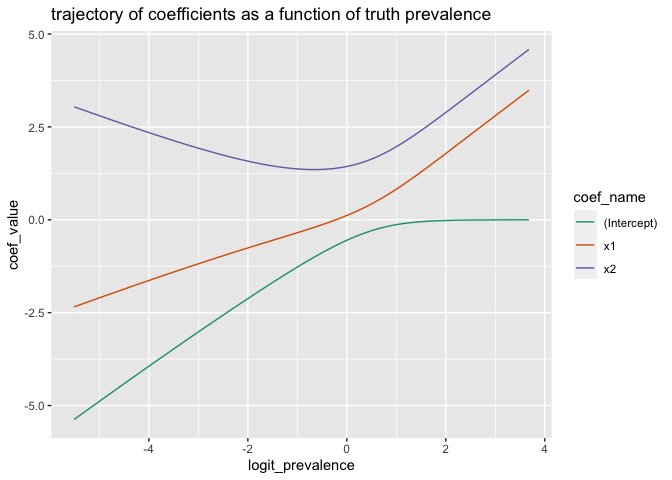 trajectory of coefficients as a function of truth prevalence
5.0
2.5
0.0
-2.5
-5.0
coef_value
-4
-2
0
2
4
logit_prevalence
coef_name
(Intercept)
x1
x2